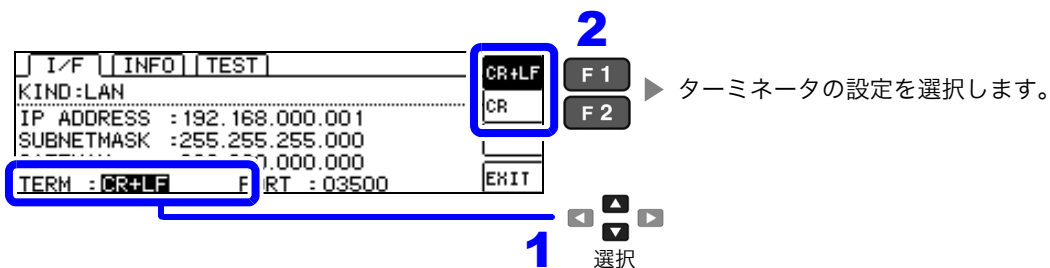 2
I/F INFO TEST
CR+LF
F1
ターミネータの設定を選択します。
KIND:LAN
CR
F2
IP ADDRESS :192.168.000.001
SUBNETMASK :255.255.255.000
.000.000
TERM :CR+LF
RT :03500
EXIT
1
選択